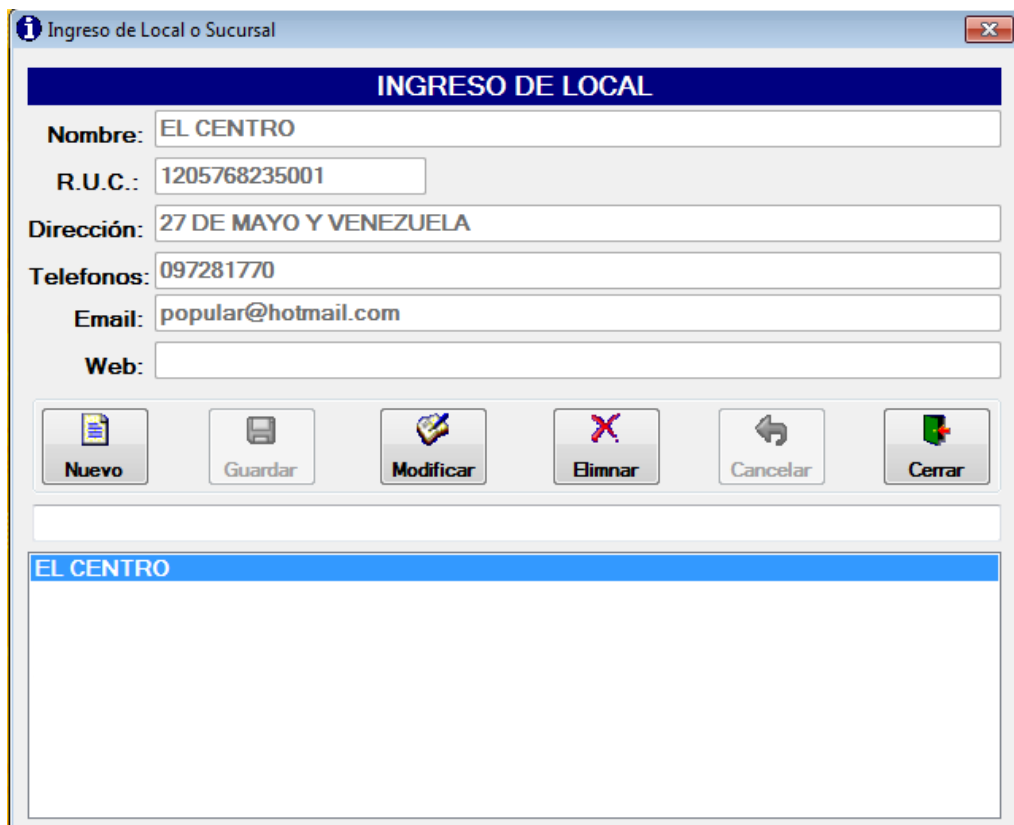 Ingreso de Local o Sucursal
INGRESO DE LOCAL
Nombre: EL CENTRO
R.U.C.: 1205768235001
Dirección: 27 DE MAYO Y VENEZUELA
Telefonos: 097281770
Email: popular@hotmail.com
Web:
Nuevo Guardar Modificar Elimnar Cancelar Cerrar
EL CENTRO